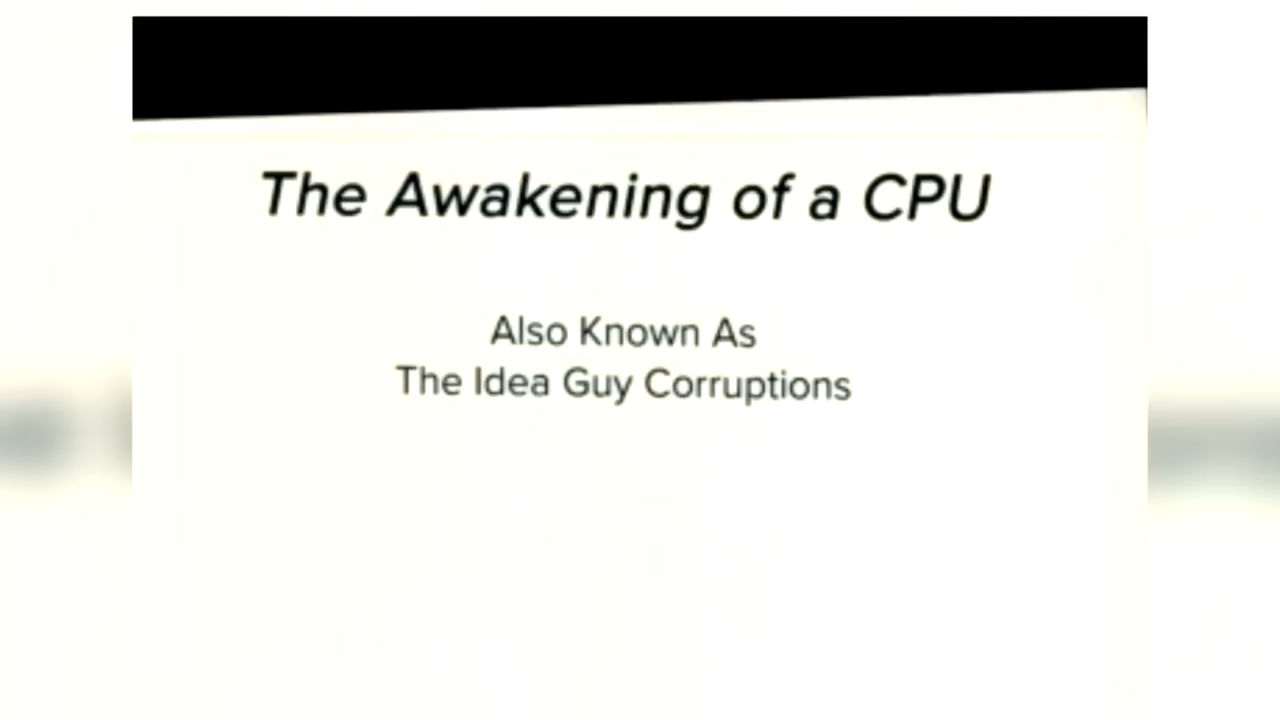 The Awakening of a CPU
Also Known As
The Idea Guy Corruptions